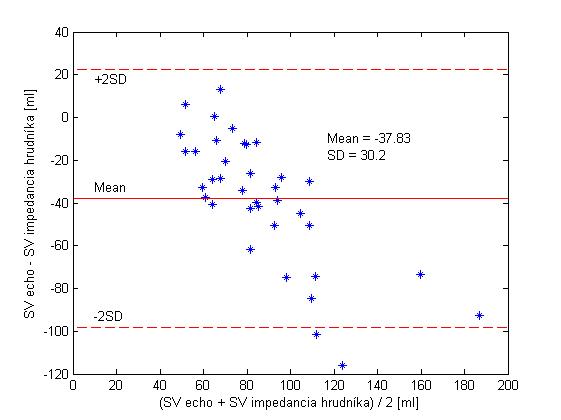 SV echo - SV impedancia hrudníka [ml]
40
20
0
-20
-40
-60
-80
-100
-120
+2SD
Mean = -37.83
SD = 30.2
Mean
-2SD
0 20 40 60 80 100 120 140 160 180 200
(SV echo + SV impedancia hrudníka) / 2 [ml]